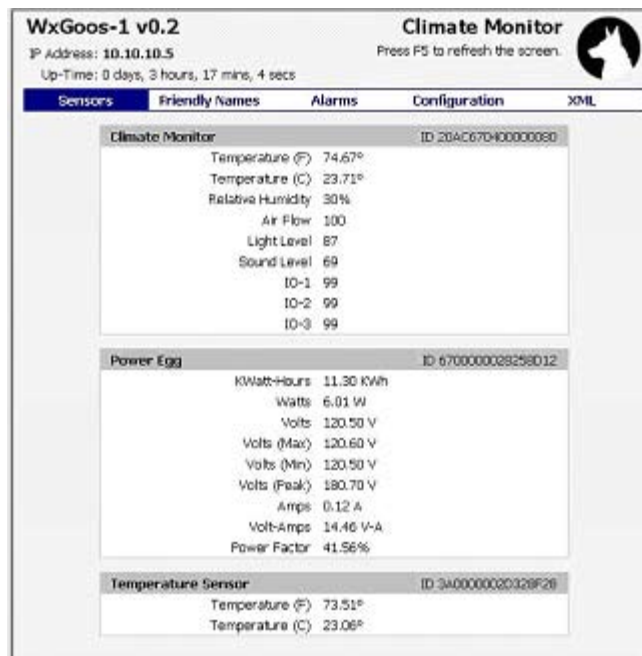 WxGoos-1 v0.2
Climate Monitor
IP Address: 10.10.10.5
Press F5 to refresh the screen.
Up-Time: 0 days, 3 hours, 17 mins, 4 secs
Sensors Friendly Names Alarms Configuration XML
Climate Monitor ID 20AC670400000080
Temperature (F) 74.67º
Temperature (C) 23.71º
Relative Humidity 30%
Air Flow 100
Light Level 87
Sound Level 69
IO-1 99
IO-2 99
IO-3 99
Power Egg ID 6700000028258D12
KWatt-Hours 11.30 KWh
Watts 6.01 W
Volts 120.50 V
Volts (Max) 120.60 V
Volts (Min) 120.50 V
Volts (Peak) 180.70 V
Amps 0.12 A
Volt-Amps 14.46 V-A
Power Factor 41.56%
Temperature Sensor ID 3A0000002D328F28
Temperature (F) 73.51º
Temperature (C) 23.06º